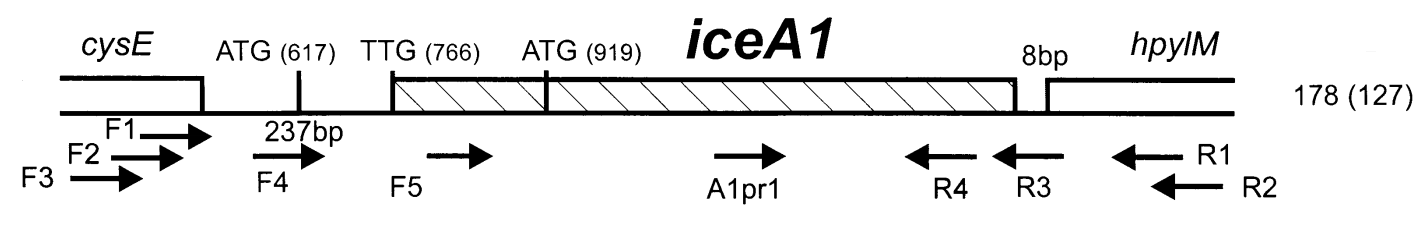 cysE ATG (617) TTG (766) ATG (919) iceA1 8bp hpyIM
178 (127)
F1 237bp
F2 F4 F5 A1pr1 R4 R3 R1
F3 R2